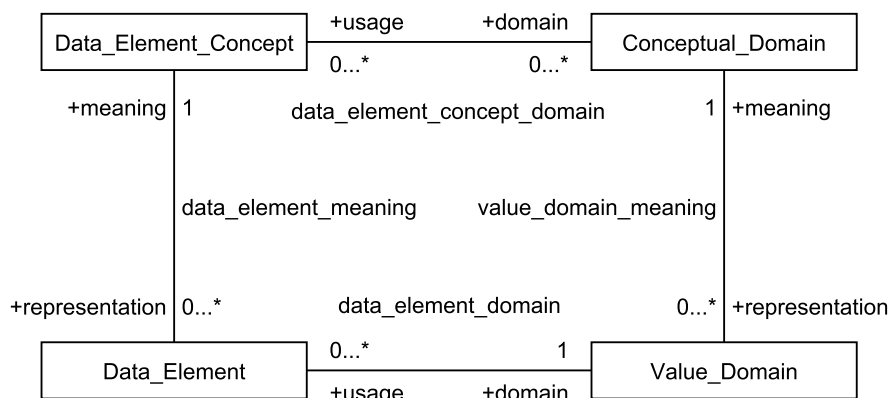 +usage +domain
Data_Element_Concept Conceptual_Domain
0...* 0...*
+meaning 1 data_element_concept_domain 1 +meaning
data_element_meaning value_domain_meaning
+representation 0...* data_element_domain 0...* +representation
0...* 1
Data_Element Value_Domain
+usage +domain